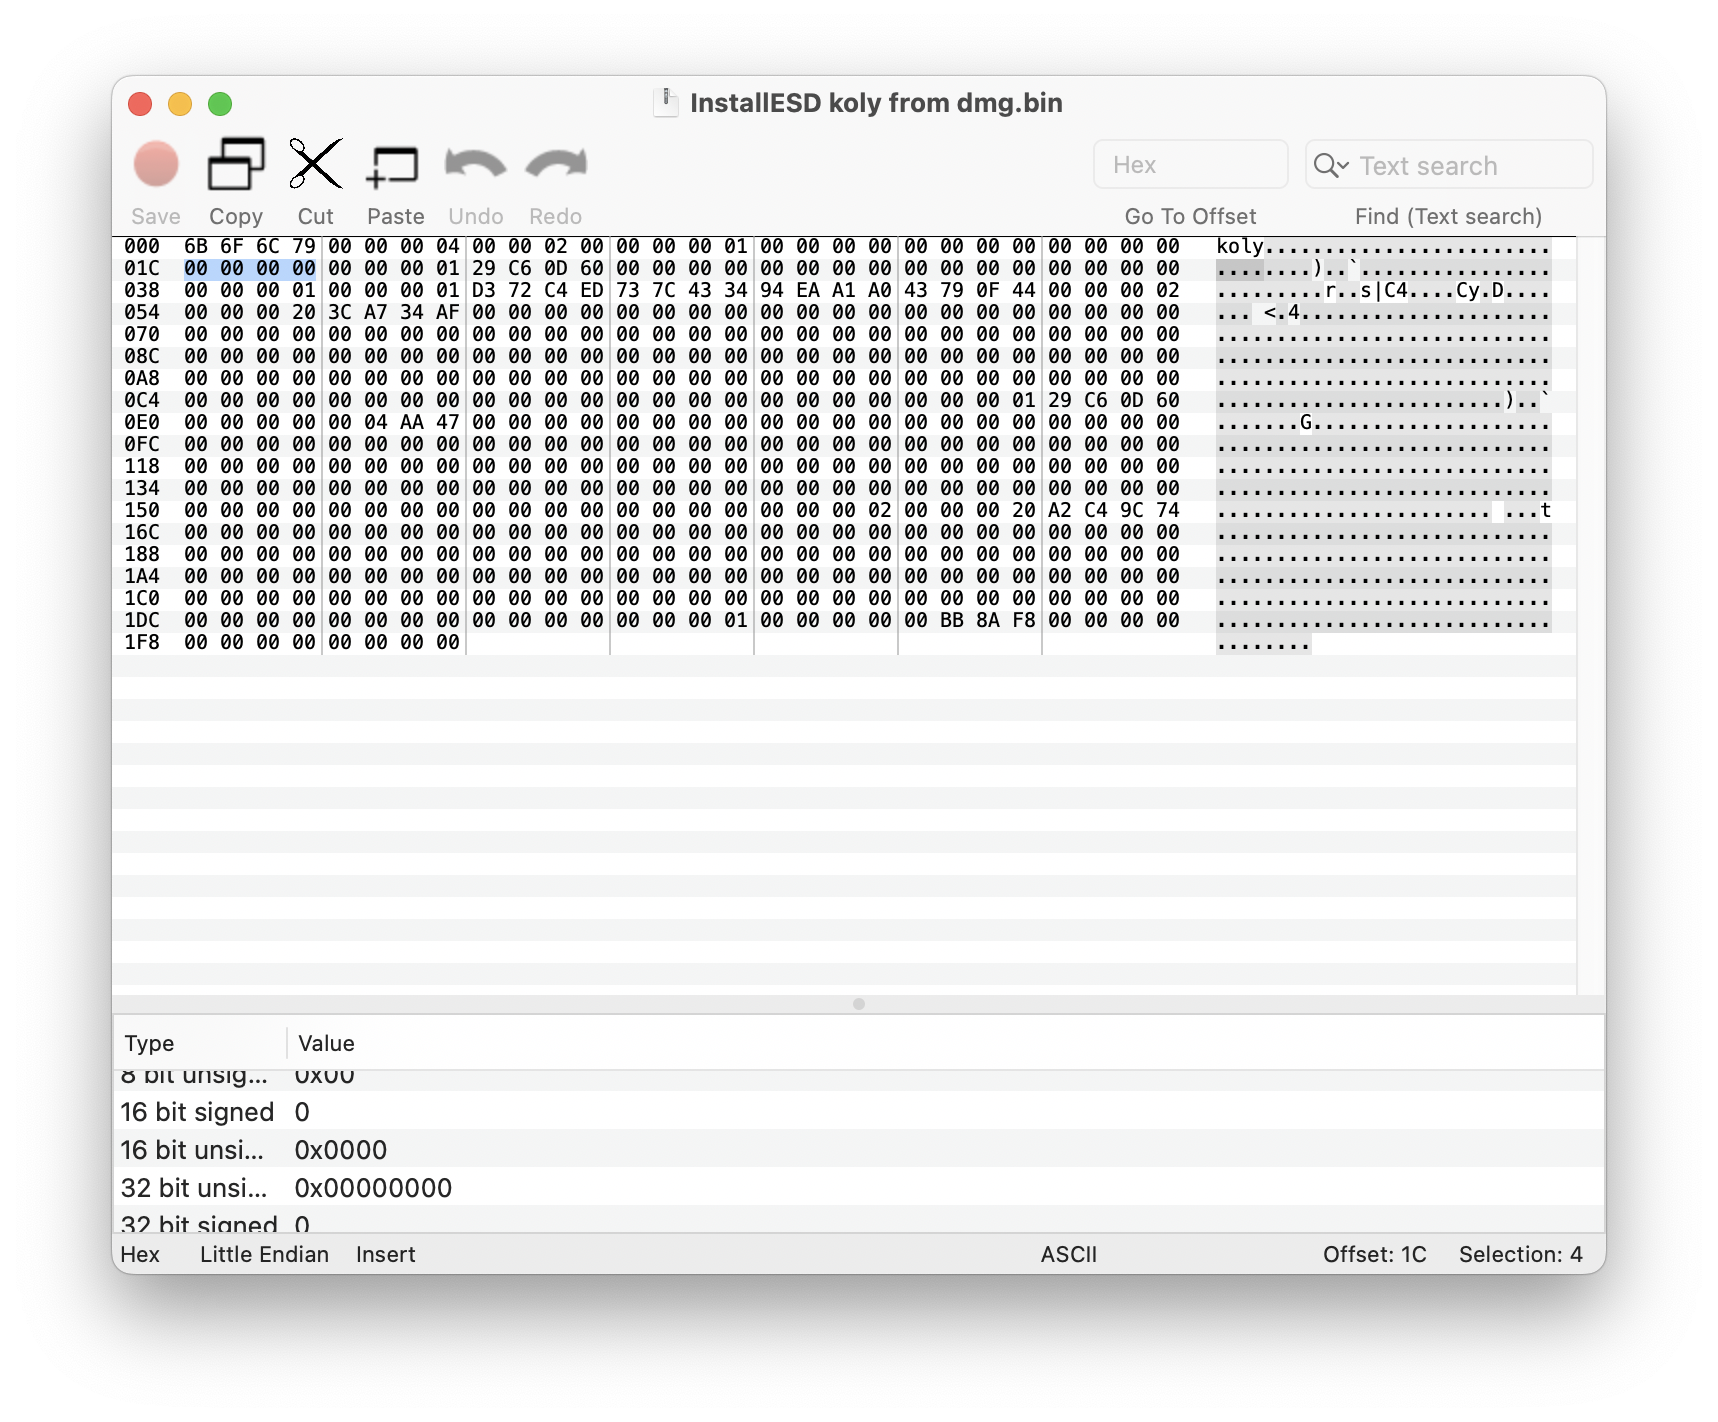 InstallESD koly from dmg.bin
Hex
Text search
Save Copy Cut Paste Undo Redo Go To Offset Find (Text search)
000 6B 6F 6C 79 00 00 00 04 00 00 02 00 00 00 00 01 00 00 00 00 00 00 00 00 00 00 00 00 koly........................
01C 00 00 00 00 00 00 00 01 29 C6 0D 60 00 00 00 00 00 00 00 00 00 00 00 00 00 00 00 00 ........)..`................
038 00 00 00 01 00 00 00 01 D3 72 C4 ED 73 7C 43 34 94 EA A1 A0 43 79 0F 44 00 00 00 02 .........r..s|C4....Cy.D....
054 00 00 00 20 3C A7 34 AF 00 00 00 00 00 00 00 00 00 00 00 00 00 00 00 00 00 00 00 00 ... <.4.....................
070 00 00 00 00 00 00 00 00 00 00 00 00 00 00 00 00 00 00 00 00 00 00 00 00 00 00 00 00 ............................
08C 00 00 00 00 00 00 00 00 00 00 00 00 00 00 00 00 00 00 00 00 00 00 00 00 00 00 00 00 ............................
0A8 00 00 00 00 00 00 00 00 00 00 00 00 00 00 00 00 00 00 00 00 00 00 00 00 00 00 00 00 ............................
0C4 00 00 00 00 00 00 00 00 00 00 00 00 00 00 00 00 00 00 00 00 00 00 00 01 29 C6 0D 60 ........................)..`
0E0 00 00 00 00 00 04 AA 47 00 00 00 00 00 00 00 00 00 00 00 00 00 00 00 00 00 00 00 00 .......G....................
0FC 00 00 00 00 00 00 00 00 00 00 00 00 00 00 00 00 00 00 00 00 00 00 00 00 00 00 00 00 ............................
118 00 00 00 00 00 00 00 00 00 00 00 00 00 00 00 00 00 00 00 00 00 00 00 00 00 00 00 00 ............................
134 00 00 00 00 00 00 00 00 00 00 00 00 00 00 00 00 00 00 00 00 00 00 00 00 00 00 00 00 ............................
150 00 00 00 00 00 00 00 00 00 00 00 00 00 00 00 00 00 00 00 02 00 00 00 20 A2 C4 9C 74 ....................... ...t
16C 00 00 00 00 00 00 00 00 00 00 00 00 00 00 00 00 00 00 00 00 00 00 00 00 00 00 00 00 ............................
188 00 00 00 00 00 00 00 00 00 00 00 00 00 00 00 00 00 00 00 00 00 00 00 00 00 00 00 00 ............................
1A4 00 00 00 00 00 00 00 00 00 00 00 00 00 00 00 00 00 00 00 00 00 00 00 00 00 00 00 00 ............................
1C0 00 00 00 00 00 00 00 00 00 00 00 00 00 00 00 00 00 00 00 00 00 00 00 00 00 00 00 00 ............................
1DC 00 00 00 00 00 00 00 00 00 00 00 00 00 00 00 01 00 00 00 00 00 BB 8A F8 00 00 00 00 ............................
1F8 00 00 00 00 00 00 00 00 ........
Type Value
8 bit unsig... 0x00
16 bit signed 0
16 bit unsi... 0x0000
32 bit unsi... 0x00000000
32 bit signed 0
Hex Little Endian Insert ASCII Offset: 1C Selection: 4